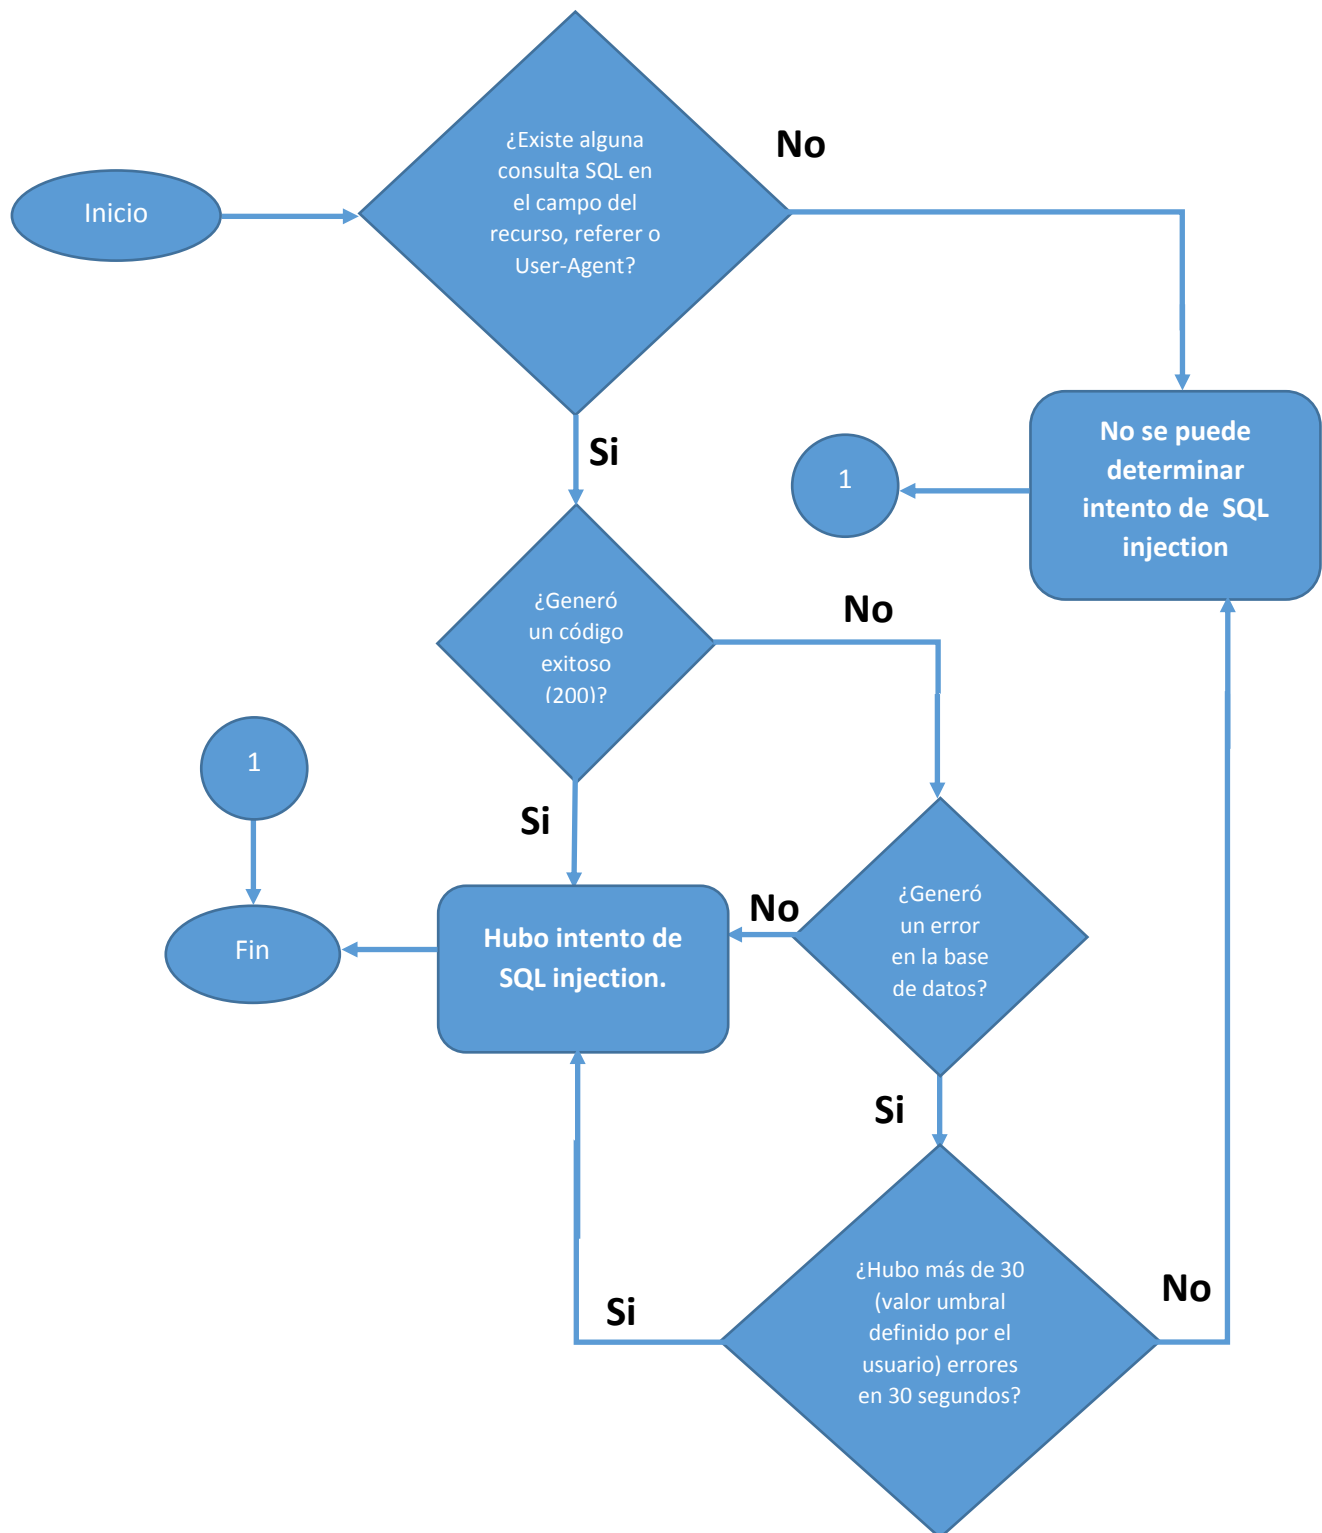 ¿Existe alguna
consulta SQL en
el campo del
recurso, referer o
User-Agent?
No
Inicio
Si
No se puede
determinar
intento de SQL
injection
1
¿Generó
un código
exitoso
(200)?
No
1
Si
¿Generó
un error
en la base
de datos?
No
Hubo intento de
SQL injection.
Fin
Si
¿Hubo más de 30
(valor umbral
definido por el
usuario) errores
en 30 segundos?
Si
No